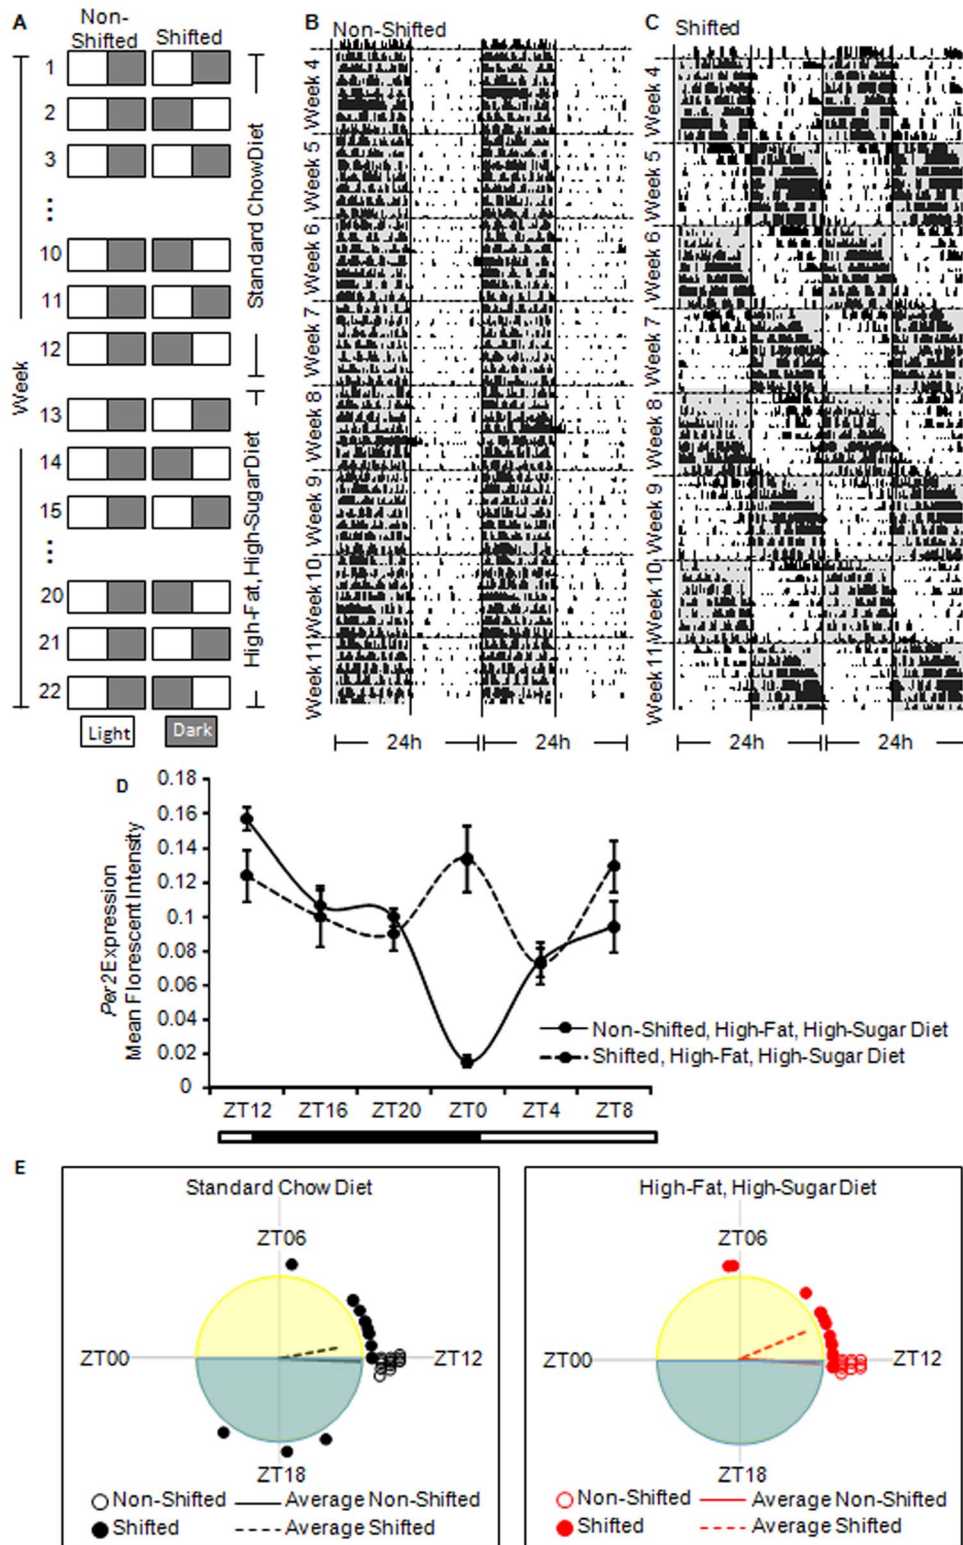 A
Non-
Shifted
Shifted
Week
1
2
3
...
10
11
12
13
14
15
...
20
21
22
Standard ChowDiet
High-Fat, High-SugarDiet
Light
Dark
B
Non-Shifted
Week 4
Week 5
Week 6
Week 7
Week 8
Week 9
Week 10
Week 11
24h
24h
C
Shifted
Week 4
Week 5
Week 6
Week 7
Week 8
Week 9
Week 10
Week 11
24h
24h
D
Per2Expression
Mean Florescent Intensity
0.18
0.16
0.14
0.12
0.1
0.08
0.06
0.04
0.02
0
ZT12 ZT16 ZT20 ZT0 ZT4 ZT8
Non-Shifted, High-Fat, High-Sugar Diet
Shifted, High-Fat, High-Sugar Diet
E
Standard Chow Diet
ZT06
ZT00
ZT12
ZT18
Non-Shifted
Average Non-Shifted
Shifted
Average Shifted
High-Fat, High-Sugar Diet
ZT06
ZT00
ZT12
ZT18
Non-Shifted
Average Non-Shifted
Shifted
Average Shifted